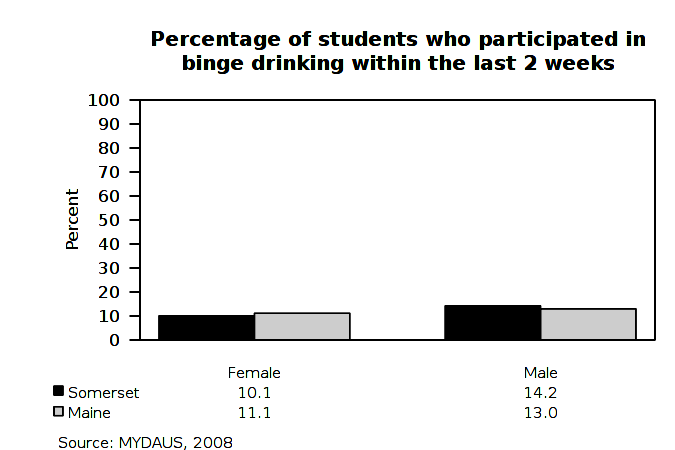 Percentage of students who participated in
binge drinking within the last 2 weeks
Percent
100
90
80
70
60
50
40
30
20
10
0
Female Male
Somerset 10.1 14.2
Maine 11.1 13.0
Source: MYDAUS, 2008